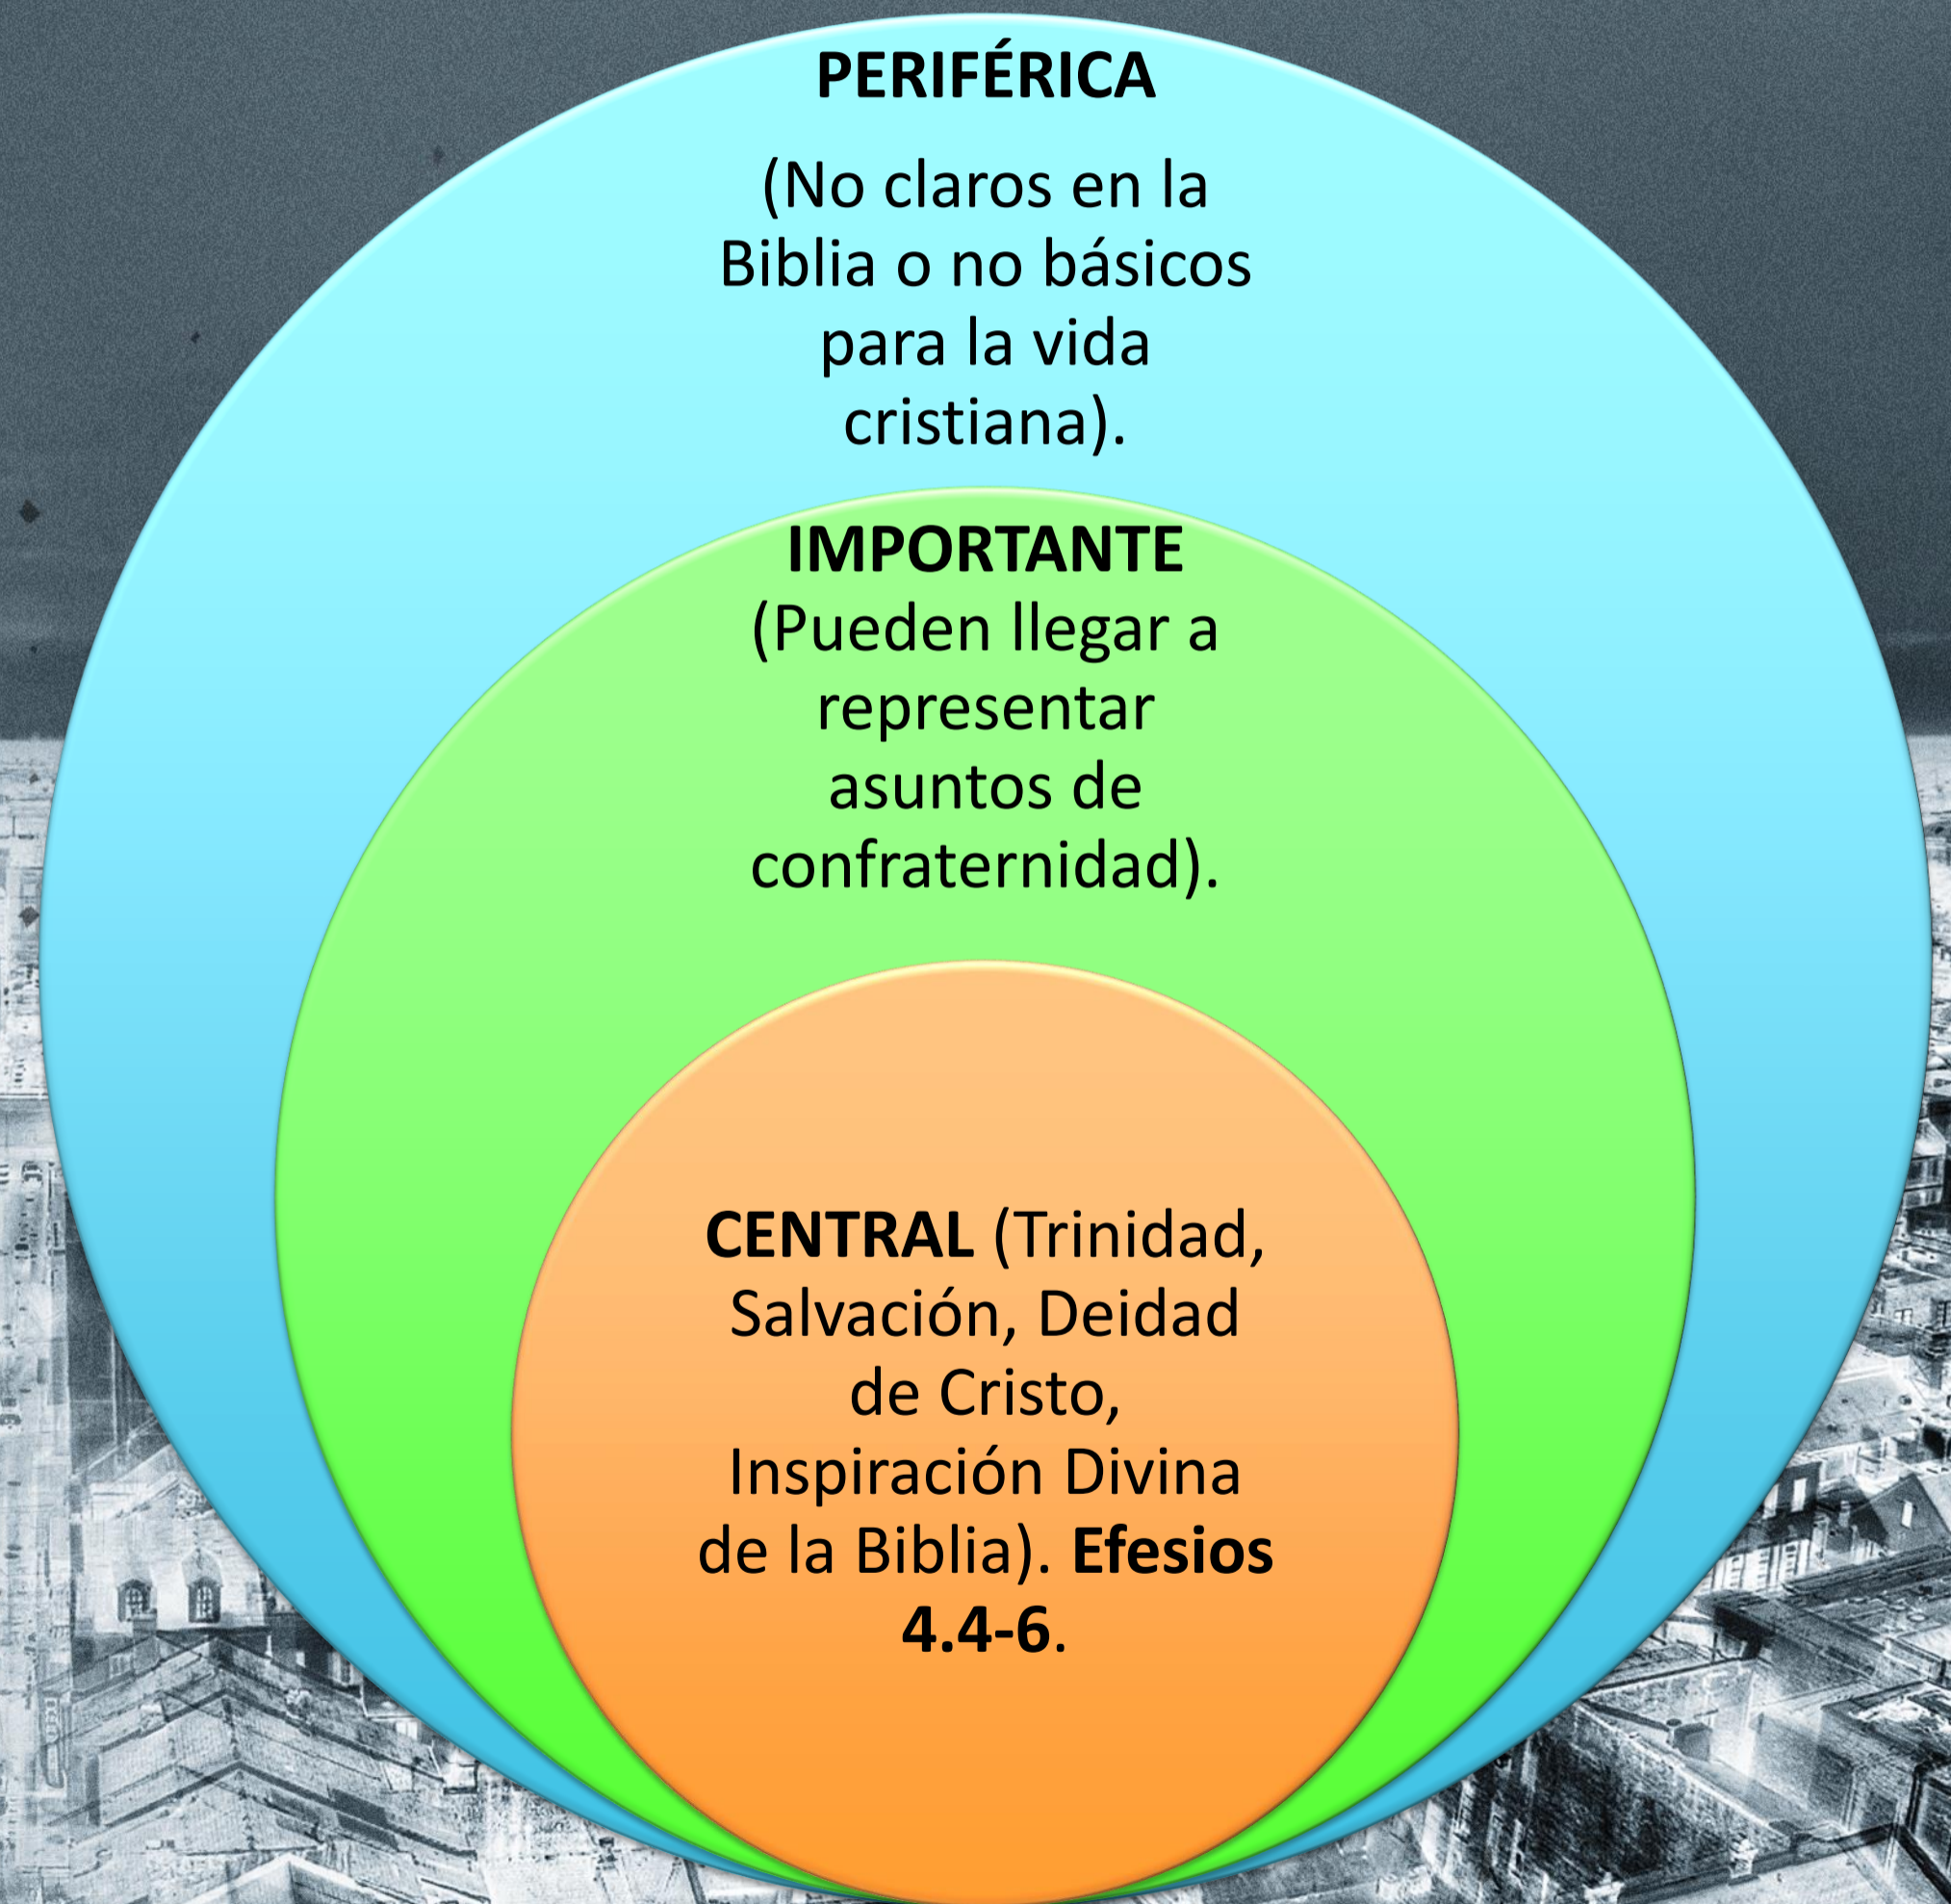 PERIFÉRICA
(No claros en la
Biblia o no básicos
para la vida
cristiana).
IMPORTANTE
(Pueden llegar a
representar
asuntos de
confraternidad).
CENTRAL (Trinidad,
Salvación, Deidad
de Cristo,
Inspiración Divina
de la Biblia). Efesios
4.4-6.